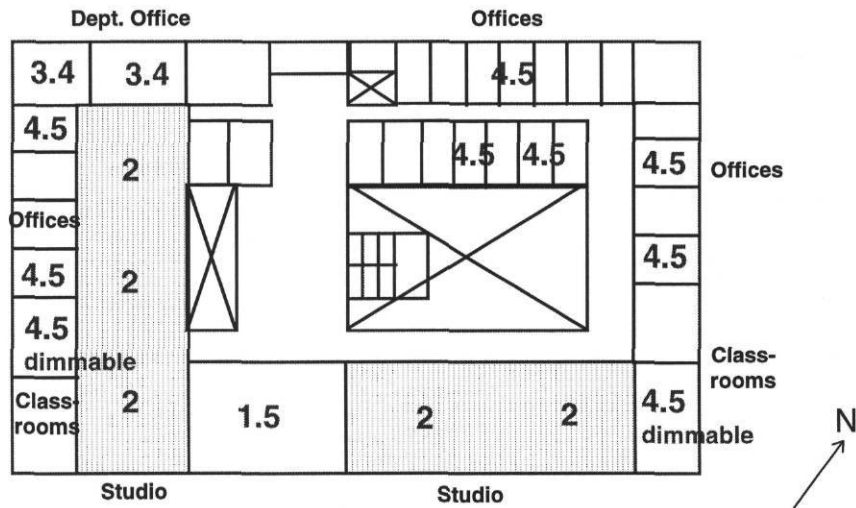 Dept. Office
Offices
3.4
3.4
4.5
4.5
2
4.5
4.5
4.5
Offices
Offices
4.5
2
4.5
4.5
dimmable
Class-
rooms
Class-
rooms
2
1.5
2
2
4.5
dimmable
N
Studio
Studio